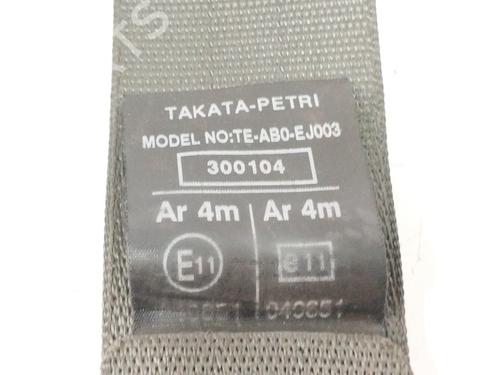 TAKATA-PETRI
MODEL NO:TE-AB0-EJ003
300104
Ar 4m Ar 4m
E11 e11
040651